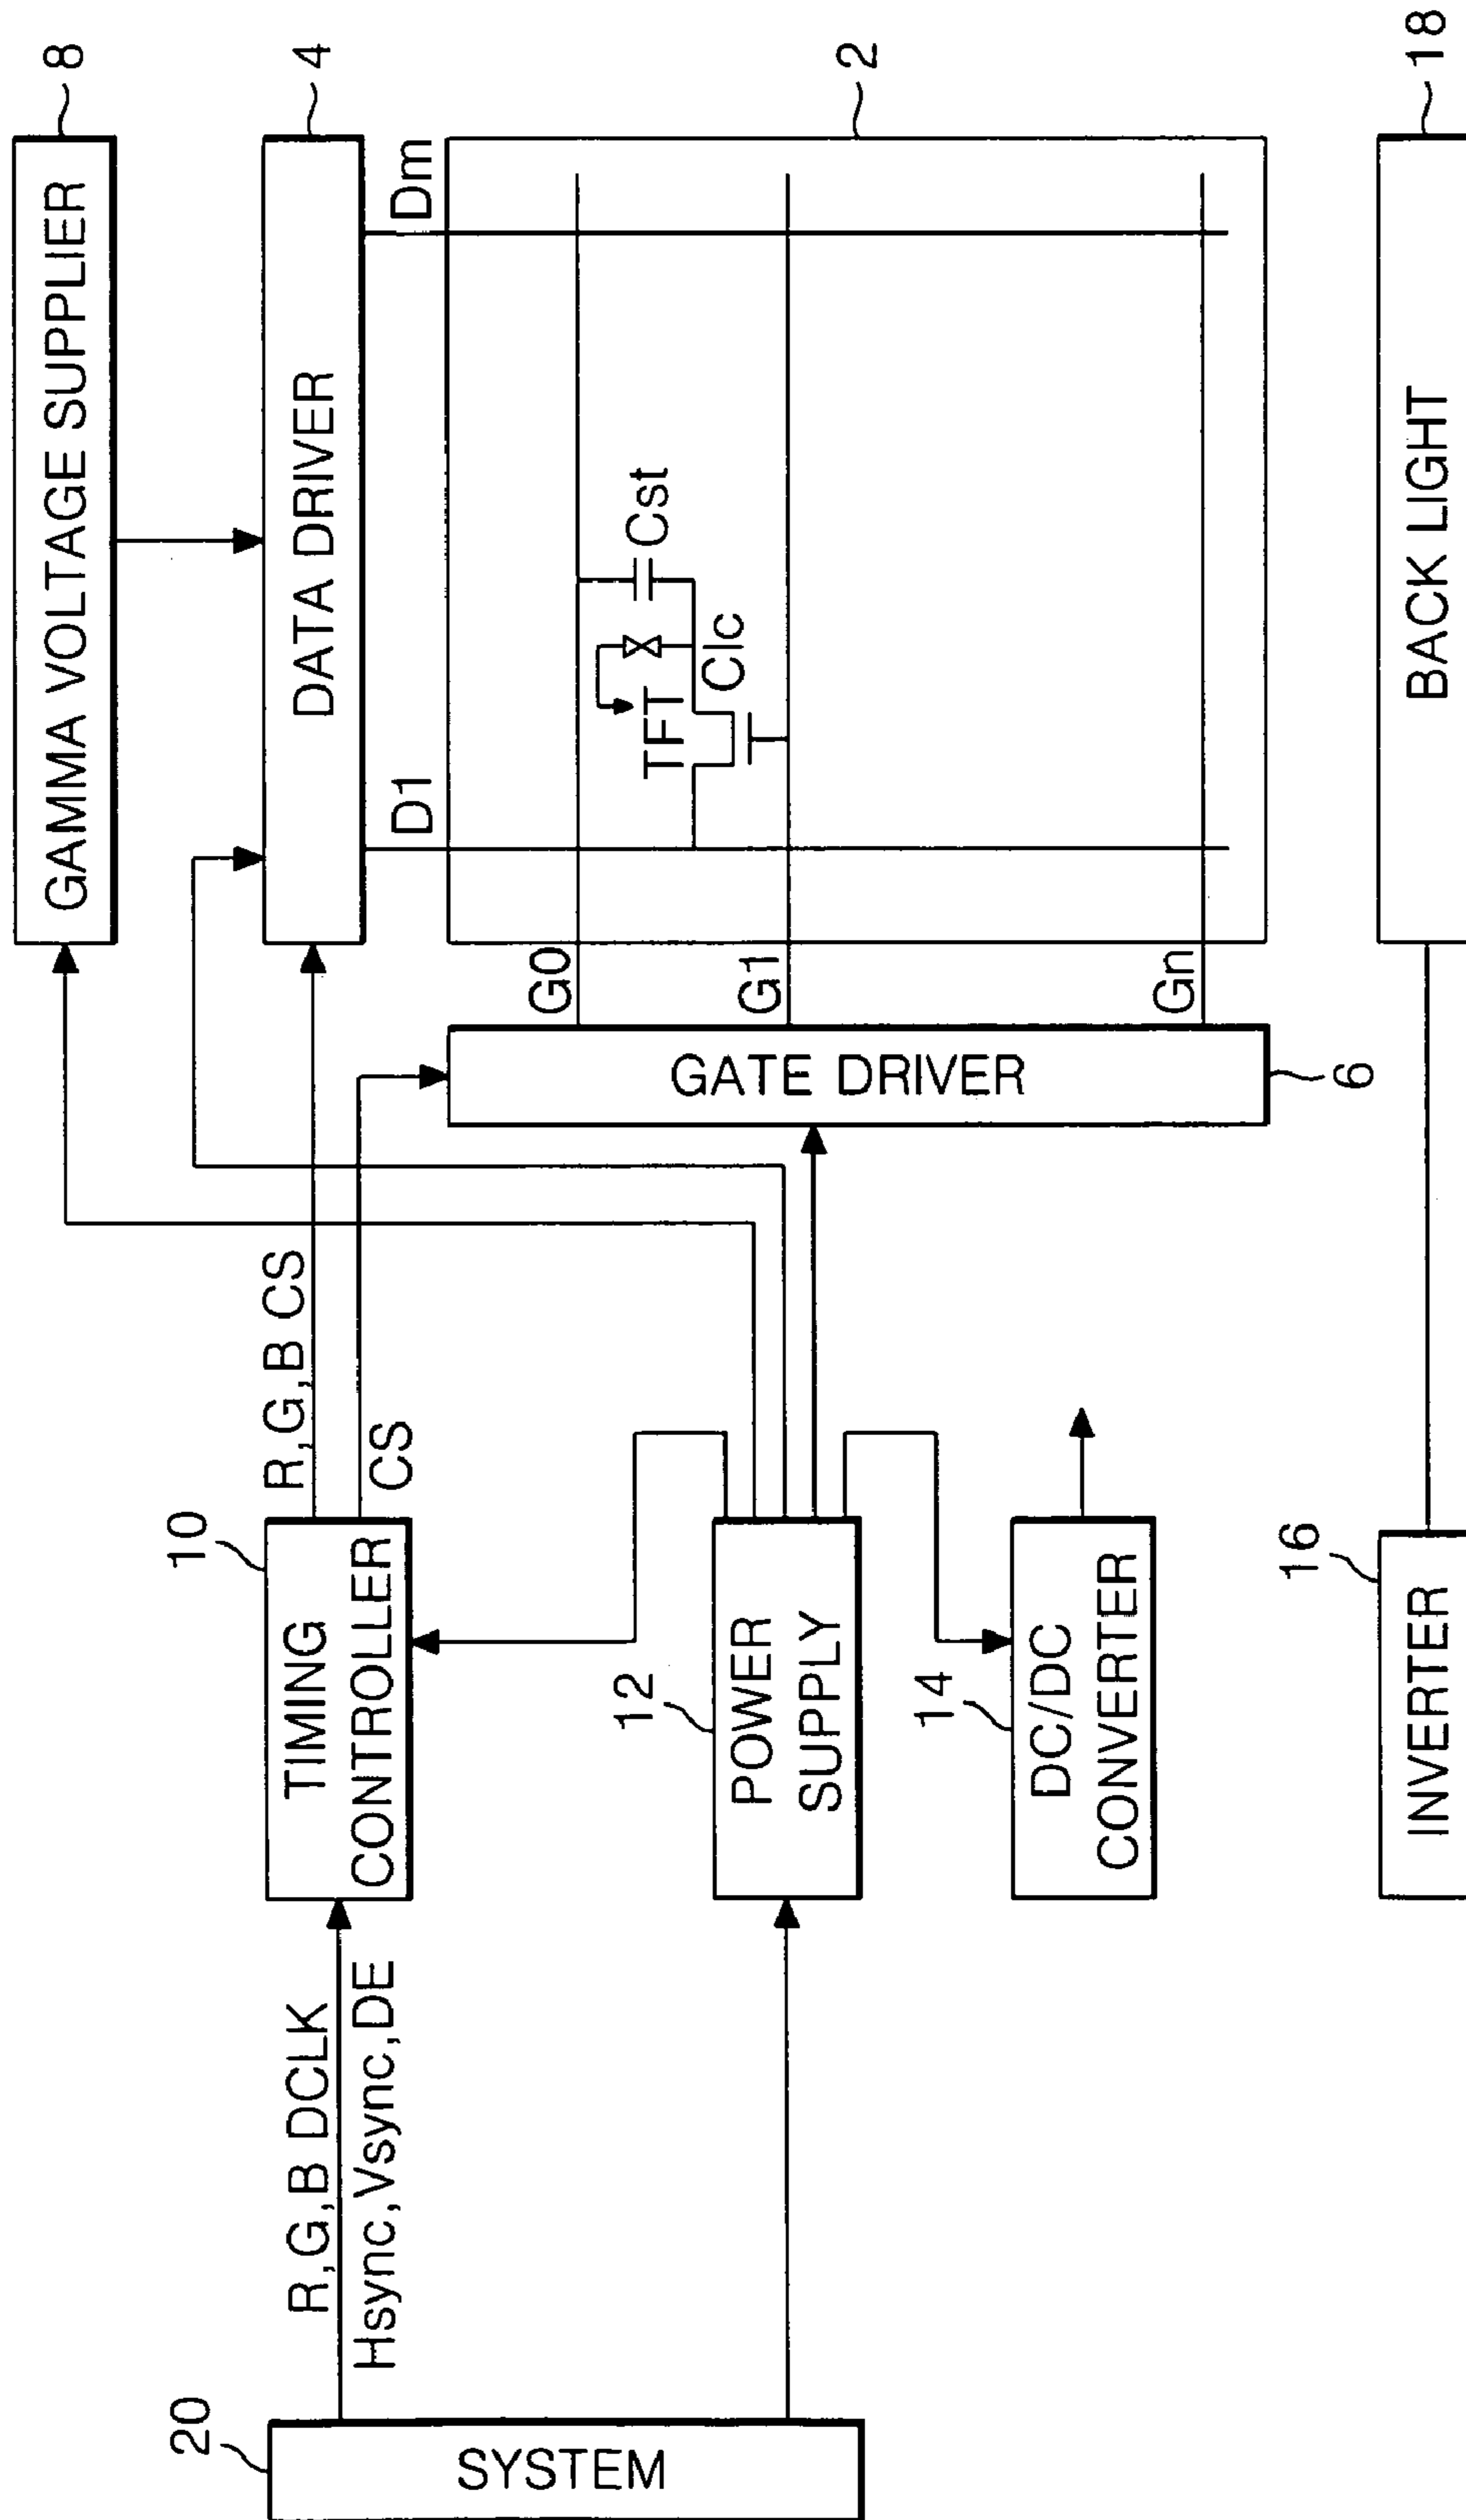 GAMMA VOLTAGE SUPPLIER
8
DATA DRIVER
4
10
TIMING
CONTROLLER
R,G,B CS
CS
20
SYSTEM
R,G,B DCLK
Hsync,Vsync,DE
D1
Dm
2
G0
G1
Gn
TFT
Clc
Cst
GATE DRIVER
6
12
POWER
SUPPLY
14
DC/DC
CONVERTER
16
INVERTER
BACK LIGHT
18